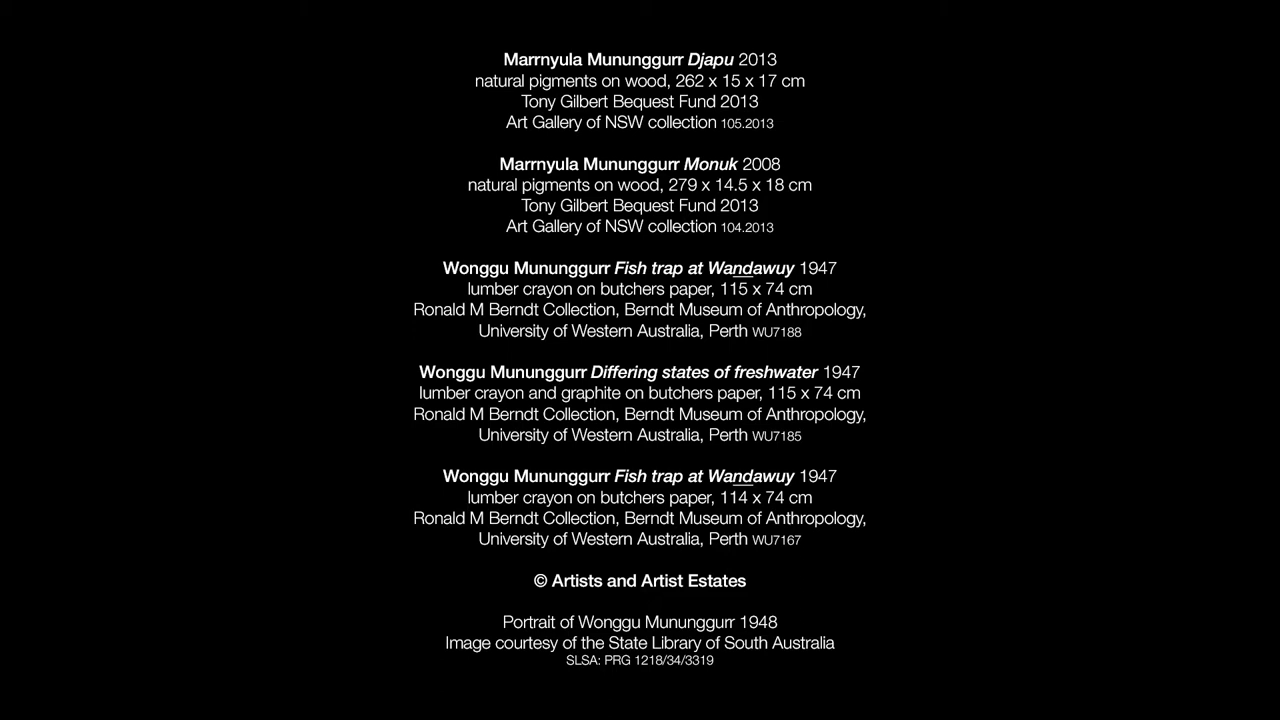 Marrnyula Mununggurr Djapu 2013
natural pigments on wood, 262 x 15 x 17 cm
Tony Gilbert Bequest Fund 2013
Art Gallery of NSW collection 105.2013
Marrnyula Mununggurr Monuk 2008
natural pigments on wood, 279 x 14.5 x 18 cm
Tony Gilbert Bequest Fund 2013
Art Gallery of NSW collection 104.2013
Wonggu Mununggurr Fish trap at Wa<u>nd</u>awuy 1947
lumber crayon on butchers paper, 115 x 74 cm
Ronald M Berndt Collection, Berndt Museum of Anthropology,
University of Western Australia, Perth WU7188
Wonggu Mununggurr Differing states of freshwater 1947
lumber crayon and graphite on butchers paper, 115 x 74 cm
Ronald M Berndt Collection, Berndt Museum of Anthropology,
University of Western Australia, Perth WU7185
Wonggu Mununggurr Fish trap at Wa<u>nd</u>awuy 1947
lumber crayon on butchers paper, 114 x 74 cm
Ronald M Berndt Collection, Berndt Museum of Anthropology,
University of Western Australia, Perth WU7167
© Artists and Artist Estates
Portrait of Wonggu Mununggurr 1948
Image courtesy of the State Library of South Australia
SLSA: PRG 1218/34/3319